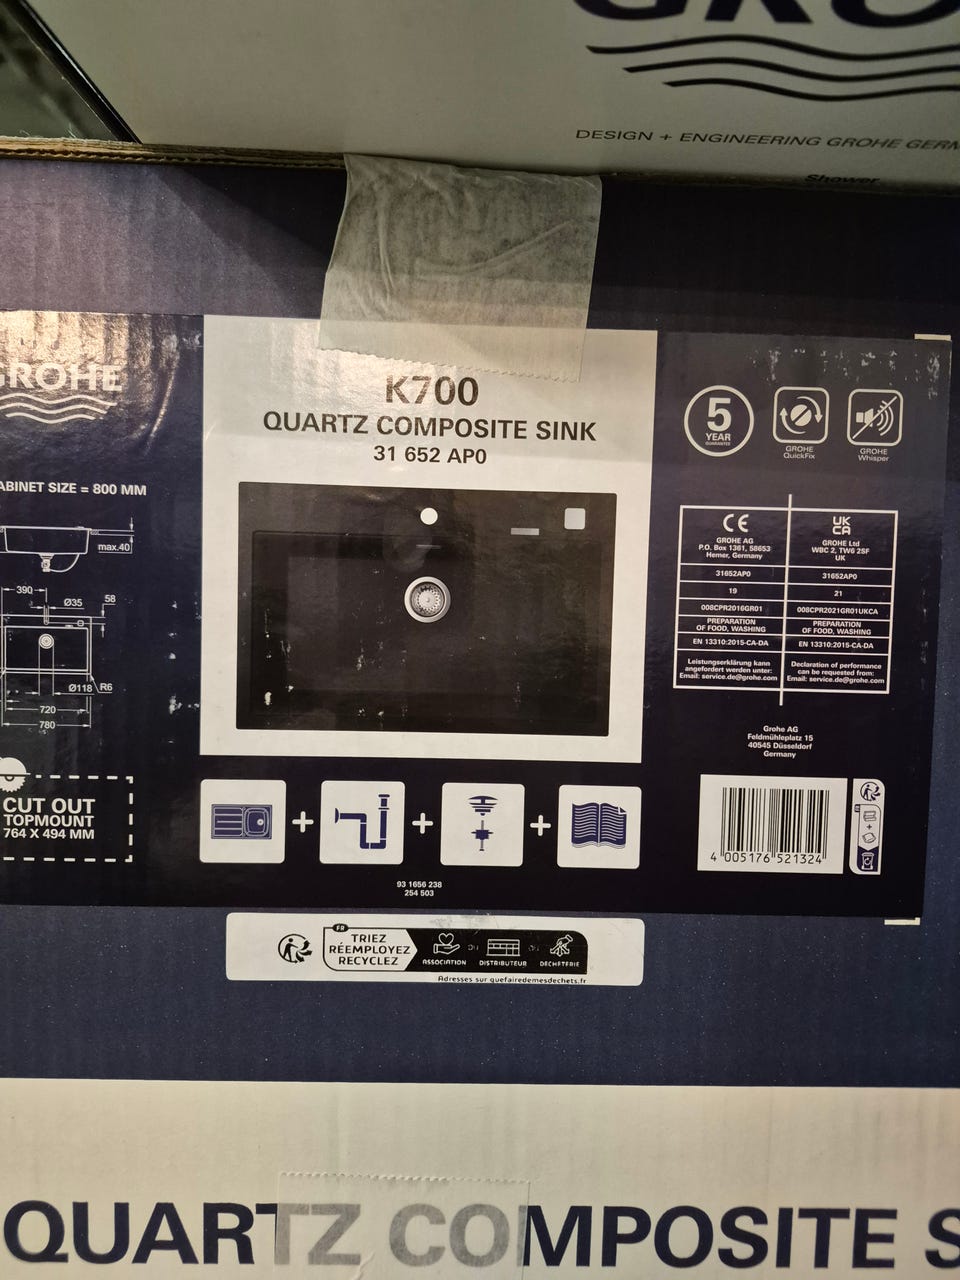 DESIGN + ENGINEERING GROHE
Shower
GROHE
K700
QUARTZ COMPOSITE SINK
31 652 AP0
CABINET SIZE = 800 MM
max.40
390
Ø35
58
Ø118
R6
720
780
CUT OUT
TOPMOUNT
764 X 494 MM
5
YEAR
GUARANTEE
GROHE
QuickFix
GROHE
Whisper
CE
GROHE AG
P.O. Box 1361, 58653
Hemer, Germany
31652AP0
19
008CPR2016GR01
PREPARATION
OF FOOD, WASHING
EN 13310:2015-CA-DA
Leistungserklärung kann
angefordert werden unter:
Email: service.de@grohe.com
UK
CA
GROHE Ltd
WBC 2, TW6 2SF
UK
31652AP0
21
008CPR2021GR01UKCA
PREPARATION
OF FOOD, WASHING
EN 13310:2015-CA-DA
Declaration of performance
can be requested from:
Email: service.de@grohe.com
Grohe AG
Feldmühleplatz 15
40545 Düsseldorf
Germany
4 005176 521324
+ + +
93 1656 238
254 503
FR
TRIEZ
RÉEMPLOYEZ
RECYCLEZ
ASSOCIATION
OU
DISTRIBUTEUR
OU
DÉCHÈTERIE
Adresses sur quefairedemesdechets.fr
QUARTZ COMPOSITE S